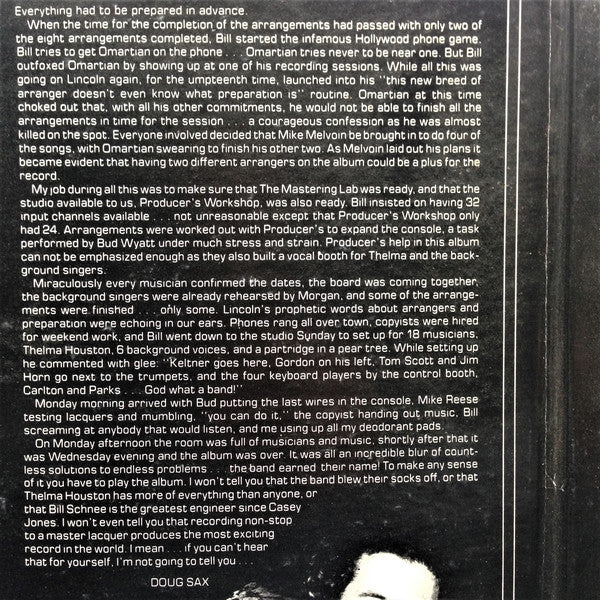 Everything had to be prepared in advance.
When the time for the completion of the arrangements had passed with only two of
the eight arrangements completed, Bill started the infamous Hollywood phone game.
Bill tries to get Omartian on the phone . . . Omartian tries never to be near one. But Bill
outfoxed Omartian by showing up at one of his recording sessions. While all this was
going on Lincoln again, for the umpteenth time, launched into his "this new breed of
arranger doesn't even know what preparation is" routine. Omartian at this time
choked out that, with all his other commitments, he would not be able to finish all the
arrangements in time for the session . . . a courageous confession as he was almost
killed on the spot. Everyone involved decided that Mike Melvoin be brought in to do four of
the songs, with Omartian swearing to finish his other two. As Melvoin laid out his plans it
became evident that having two different arrangers on the album could be a plus for the
record.
My job during all this was to make sure that The Mastering Lab was ready, and that the
studio available to us, Producer's Workshop, was also ready. Bill insisted on having 32
input channels available . . . not unreasonable except that Producer's Workshop only
had 24. Arrangements were worked out with Producer's to expand the console, a task
performed by Bud Wyatt under much stress and strain. Producer's help in this album
can not be emphasized enough as they also built a vocal booth for Thelma and the back-
ground singers.
Miraculously every musician confirmed the dates, the board was coming together,
the background singers were already rehearsed by Morgan, and some of the arrange-
ments were finished . . . only some. Lincoln's prophetic words about arrangers and
preparation were echoing in our ears. Phones rang all over town, copyists were hired
for weekend work, and Bill went down to the studio Synday to set up for 18 musicians,
Thelma Houston, 6 background voices, and a partridge in a pear tree. While setting up
he commented with glee: "Keltner goes here, Gordon on his left, Tom Scott and Jim
Horn go next to the trumpets, and the four keyboard players by the control booth,
Carlton and Parks . . . God what a band!"
Monday morning arrived with Bud putting the last wires in the console, Mike Reese
testing lacquers and mumbling, "you can do it," the copyist handing out music, Bill
screaming at anybody that would listen, and me using up all my deodorant pads.
On Monday afternoon the room was full of musicians and music, shortly after that it
was Wednesday evening and the album was over. It was all an incredible blur of count-
less solutions to endless problems . . . the band earned their name! To make any sense
of it you have to play the album. I won't tell you that the band blew their socks off, or that
Thelma Houston has more of everything than anyone, or
that Bill Schnee is the greatest engineer since Casey
Jones. I won't even tell you that recording non-stop
to a master lacquer produces the most exciting
record in the world. I mean . . . if you can't hear
that for yourself, I'm not going to tell you . . .
DOUG SAX